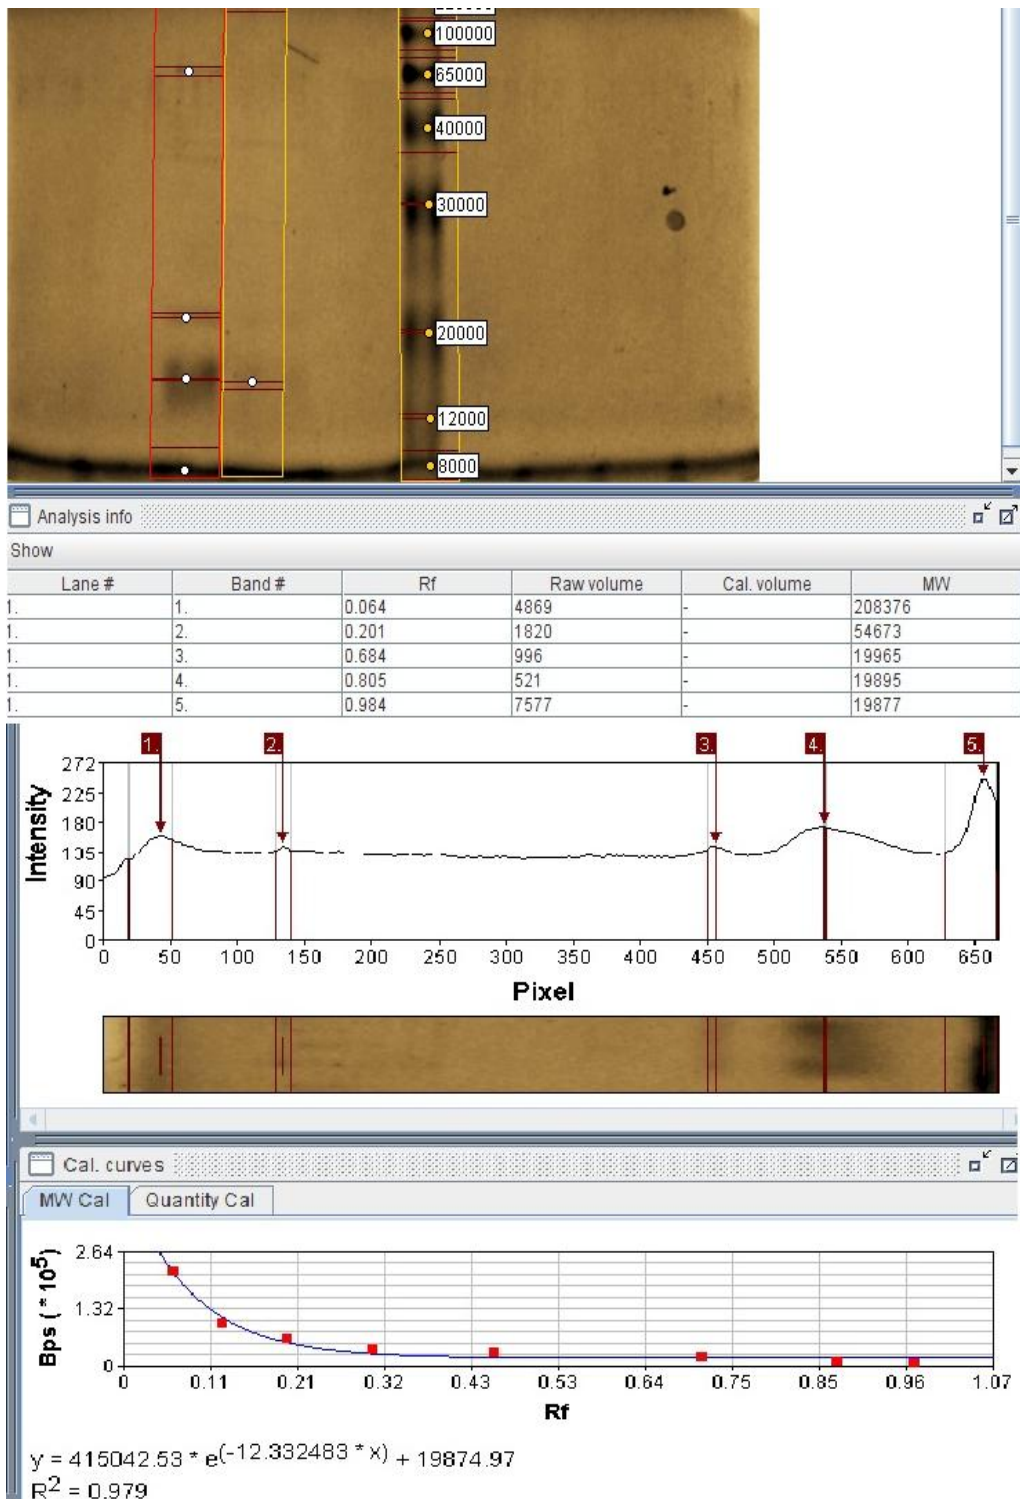 100000
65000
40000
30000
20000
12000
8000
Analysis info
Show
Lane # Band # Rf Raw volume Cal. volume MW
1. 1. 0.064 4869 - 208376
1. 2. 0.201 1820 - 54673
1. 3. 0.684 996 - 19965
1. 4. 0.805 521 - 19895
1. 5. 0.984 7577 - 19877
1. 2. 3. 4. 5.
272
225
180
135
90
45
0
Intensity
0 50 100 150 200 250 300 350 400 450 500 550 600 650
Pixel
Cal. curves
MW Cal Quantity Cal
2.64
1.32
0
Bps ( * 10^5)
0 0.11 0.21 0.32 0.43 0.53 0.64 0.75 0.85 0.96 1.07
Rf
y = 415042.53 * e^(-12.332483 * x) + 19874.97
R^2 = 0.979